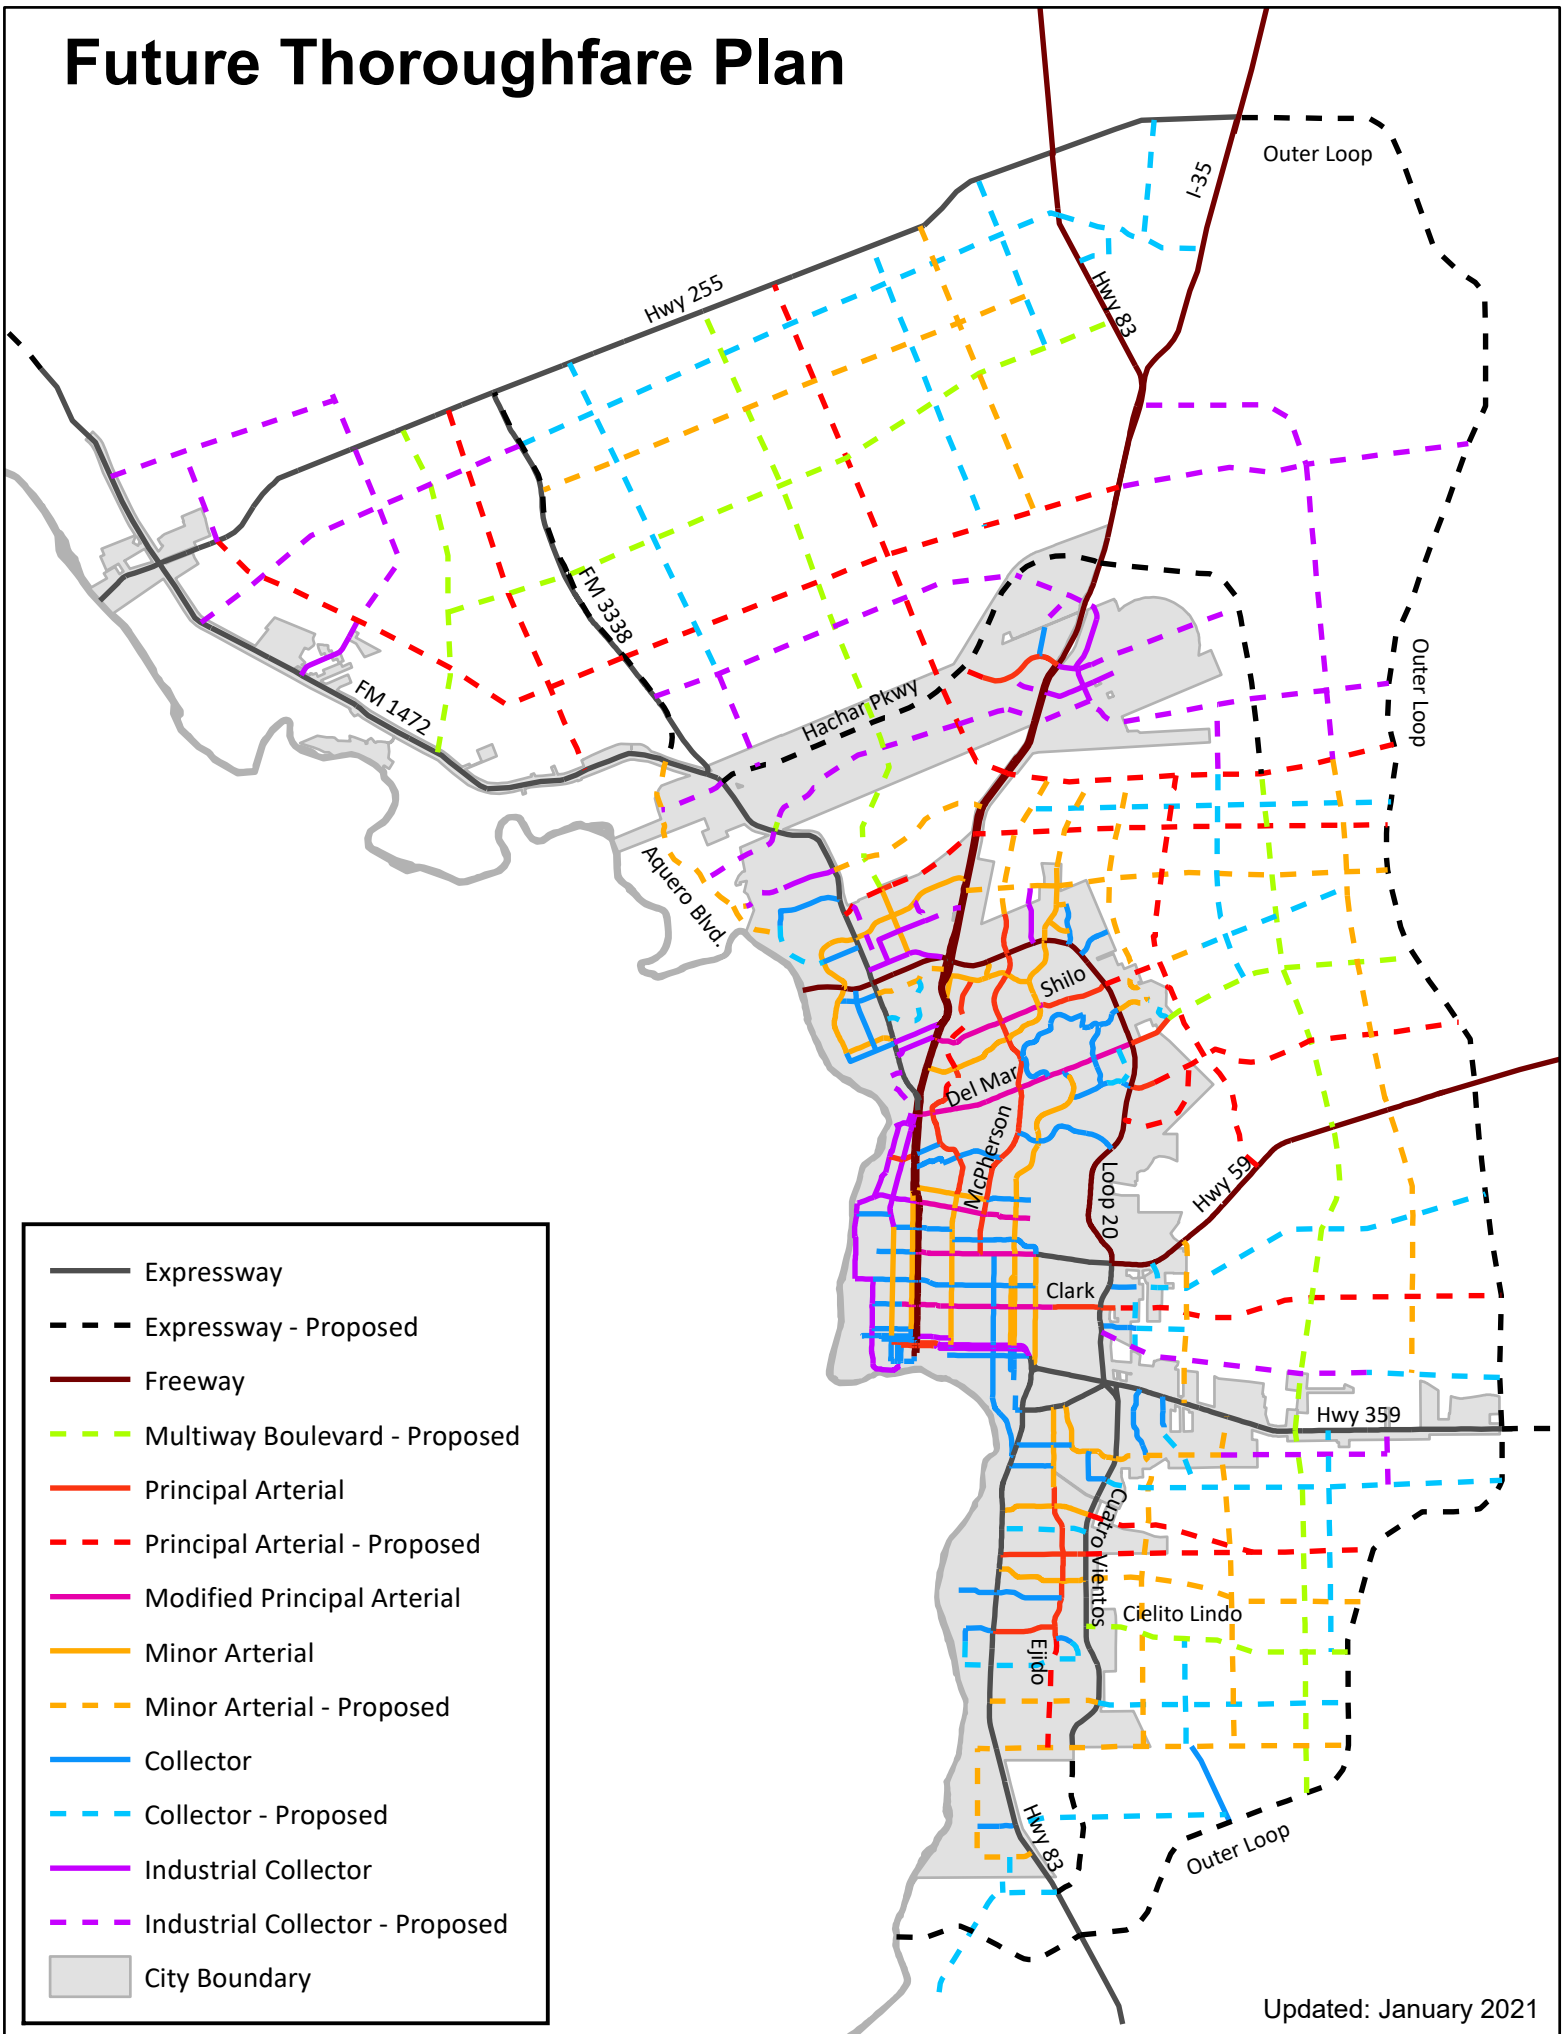 Future Thoroughfare Plan
Outer Loop
I-35
Hwy 255
Hwy 83
FM 3338
Outer Loop
FM 1472
Hachar Pkwy
Aquero Blvd.
Shilo
Del Mar
McPherson
Loop 20
Hwy 59
Clark
Hwy 359
Cuatro Vientos
Cielito Lindo
Ejido
Hwy 83
Outer Loop
Expressway
Expressway - Proposed
Freeway
Multiway Boulevard - Proposed
Principal Arterial
Principal Arterial - Proposed
Modified Principal Arterial
Minor Arterial
Minor Arterial - Proposed
Collector
Collector - Proposed
Industrial Collector
Industrial Collector - Proposed
City Boundary
Updated: January 2021